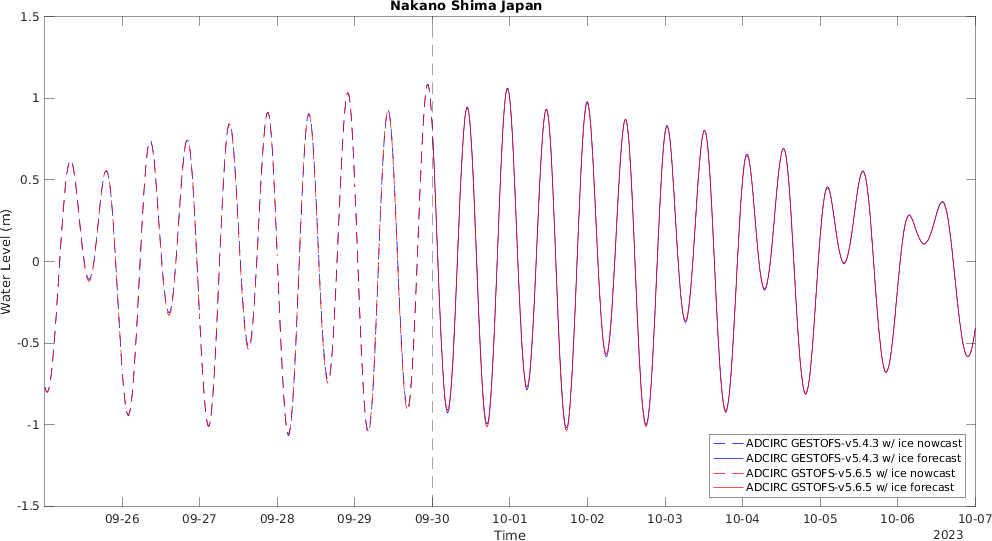 Nakano Shima Japan
1.5
1
0.5
0
-0.5
-1
-1.5
Water Level (m)
ADCIRC GESTOFS-v5.4.3 w/ ice nowcast
ADCIRC GESTOFS-v5.4.3 w/ ice forecast
ADCIRC GSTOFS-v5.6.5 w/ ice nowcast
ADCIRC GSTOFS-v5.6.5 w/ ice forecast
09-26 09-27 09-28 09-29 09-30 10-01 10-02 10-03 10-04 10-05 10-06 10-07
Time
2023